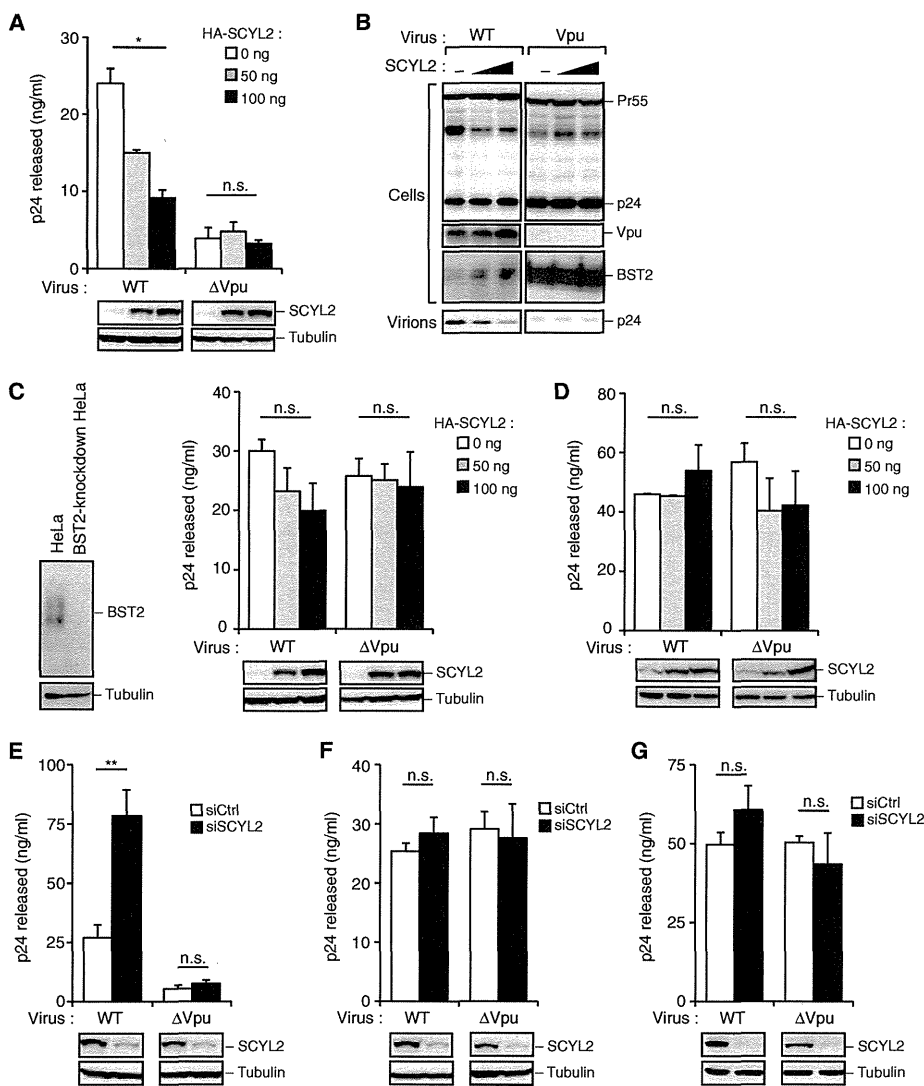 A
p24 released (ng/ml)
30
20
10
0
*
n.s.
HA-SCYL2 :
0 ng
50 ng
100 ng
Virus : WT ΔVpu
SCYL2
Tubulin
B
Virus : WT Vpu
SCYL2 : –
Cells
Pr55
p24
Vpu
BST2
Virions
p24
C
HeLa
BST2-knockdown HeLa
BST2
Tubulin
p24 released (ng/ml)
40
30
20
10
0
n.s. n.s.
HA-SCYL2 :
0 ng
50 ng
100 ng
Virus : WT ΔVpu
SCYL2
Tubulin
D
p24 released (ng/ml)
80
60
40
20
0
n.s. n.s.
HA-SCYL2 :
0 ng
50 ng
100 ng
Virus : WT ΔVpu
SCYL2
Tubulin
E
p24 released (ng/ml)
100
75
50
25
0
**
n.s.
siCtrl
siSCYL2
Virus : WT ΔVpu
SCYL2
Tubulin
F
p24 released (ng/ml)
40
30
20
10
0
n.s. n.s.
siCtrl
siSCYL2
Virus : WT ΔVpu
SCYL2
Tubulin
G
p24 released (ng/ml)
75
50
25
0
n.s.
n.s.
siCtrl
siSCYL2
Virus : WT ΔVpu
SCYL2
Tubulin